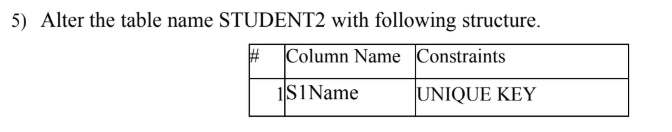 5) Alter the table name STUDENT2 with following structure.
# Column Name Constraints
1 S1Name UNIQUE KEY